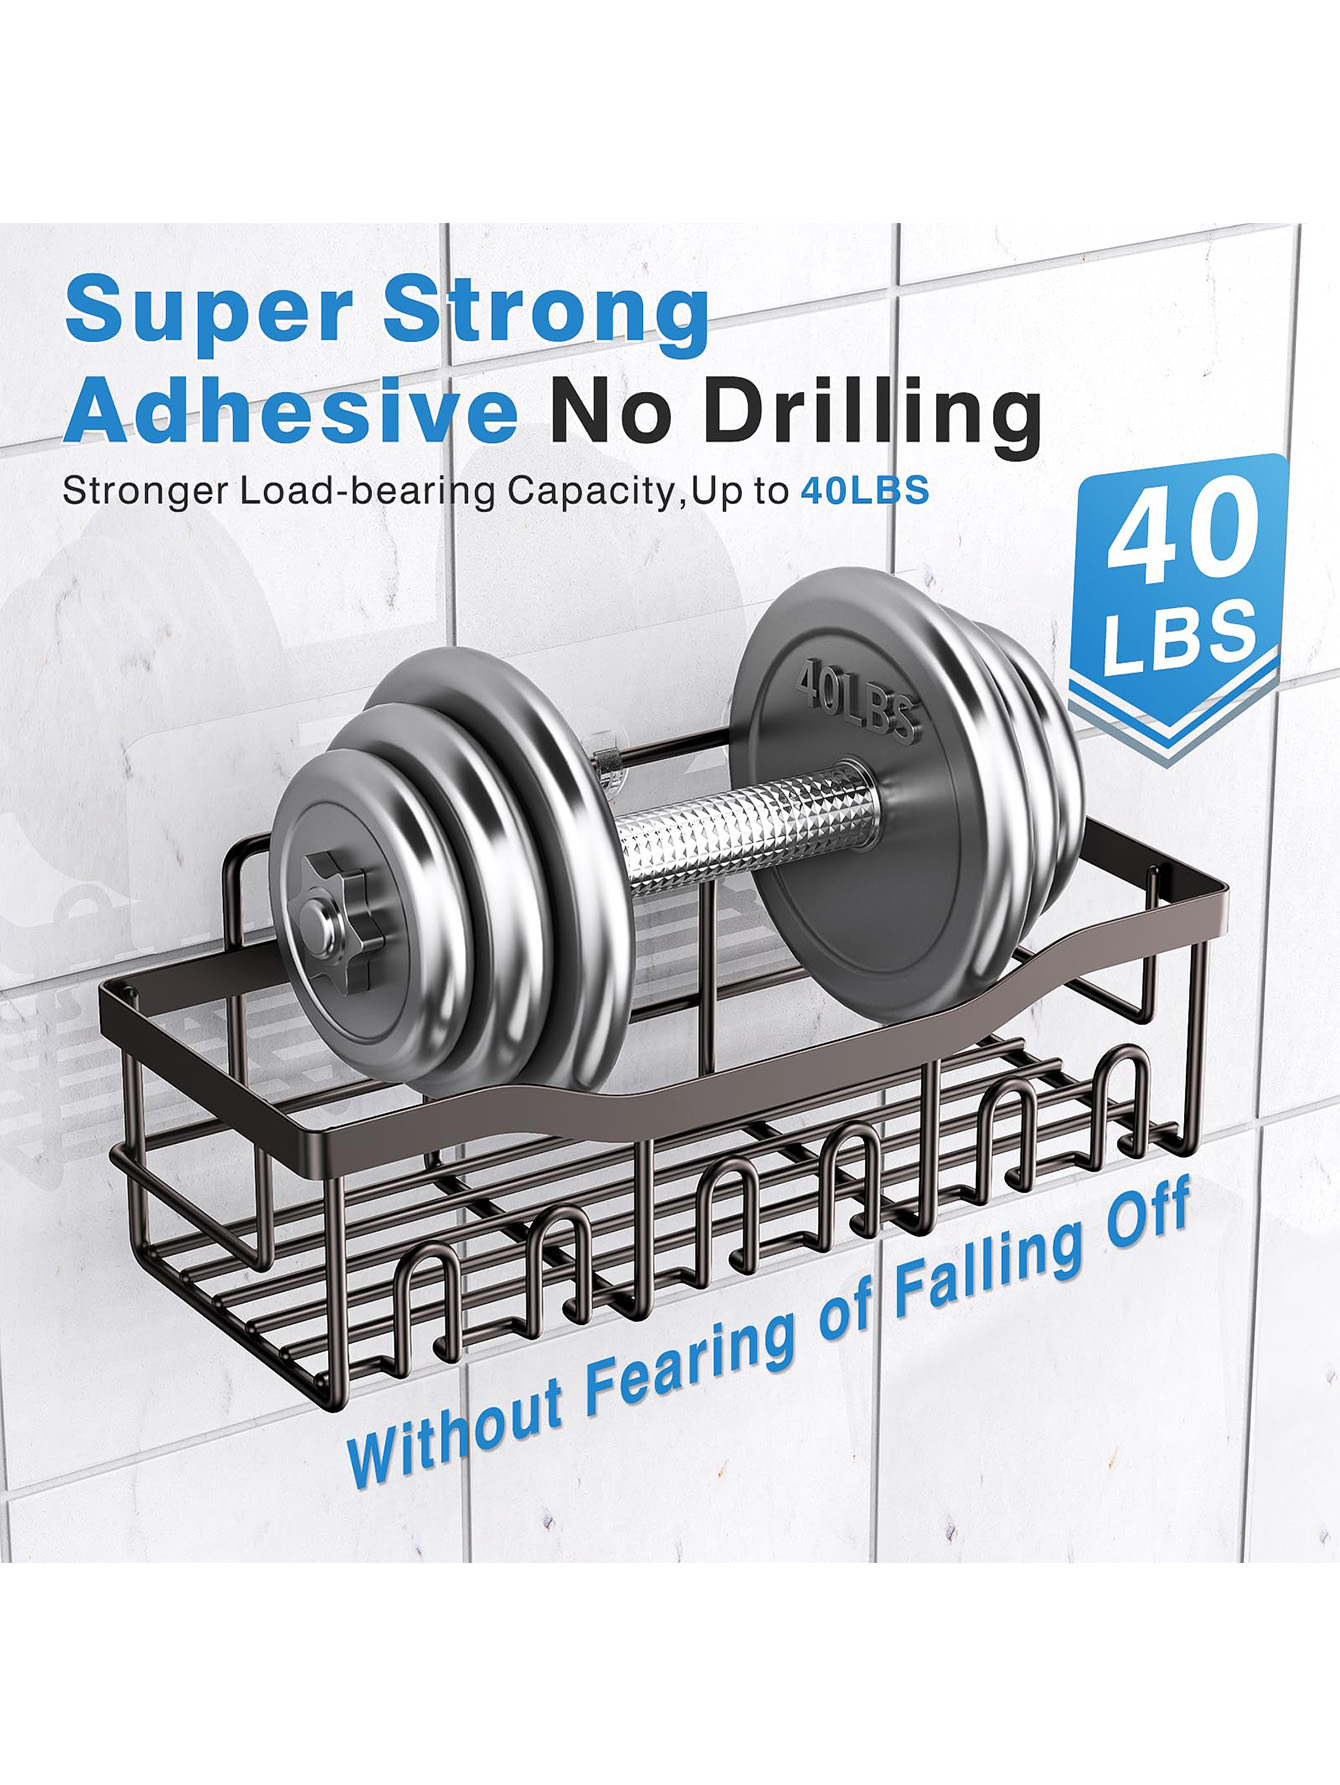 Super Strong
Adhesive No Drilling
Stronger Load-bearing Capacity,Up to 40LBS
40
LBS
40LBS
Without Fearing of Falling Off